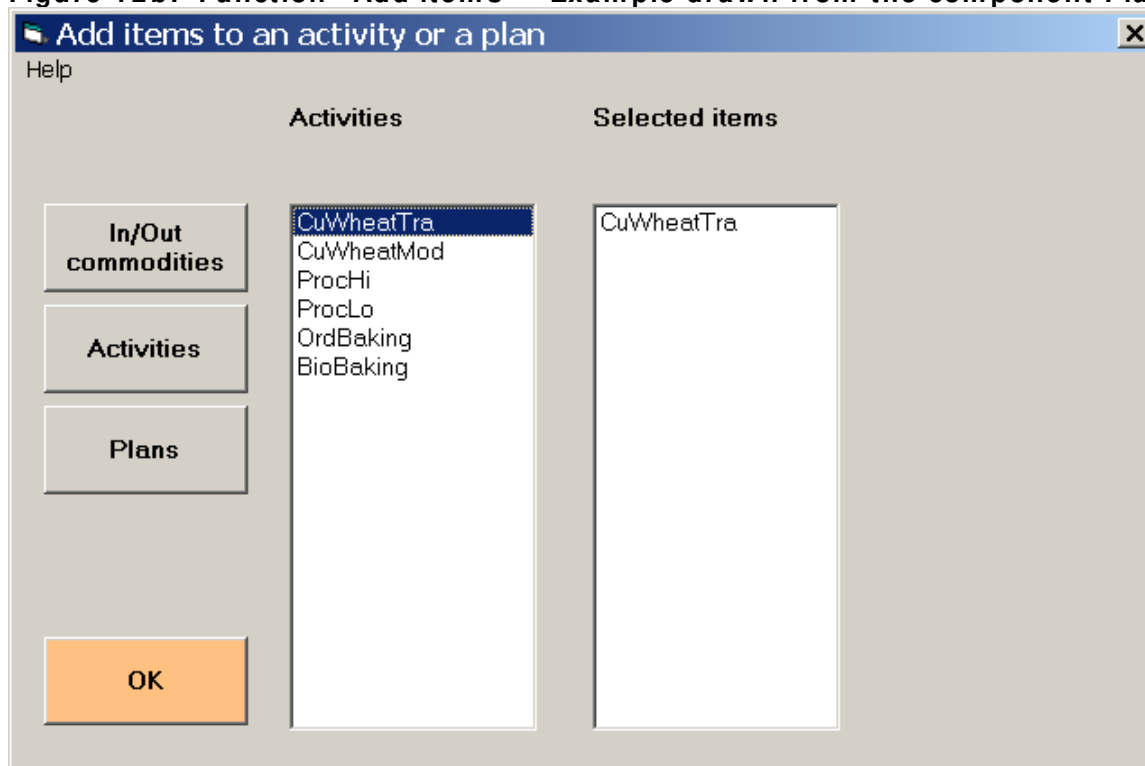 Add items to an activity or a plan
Help
Activities
Selected items
In/Out
commodities
Activities
Plans
OK
CuWheatTra
CuWheatMod
ProcHi
ProcLo
OrdBaking
BioBaking
CuWheatTra